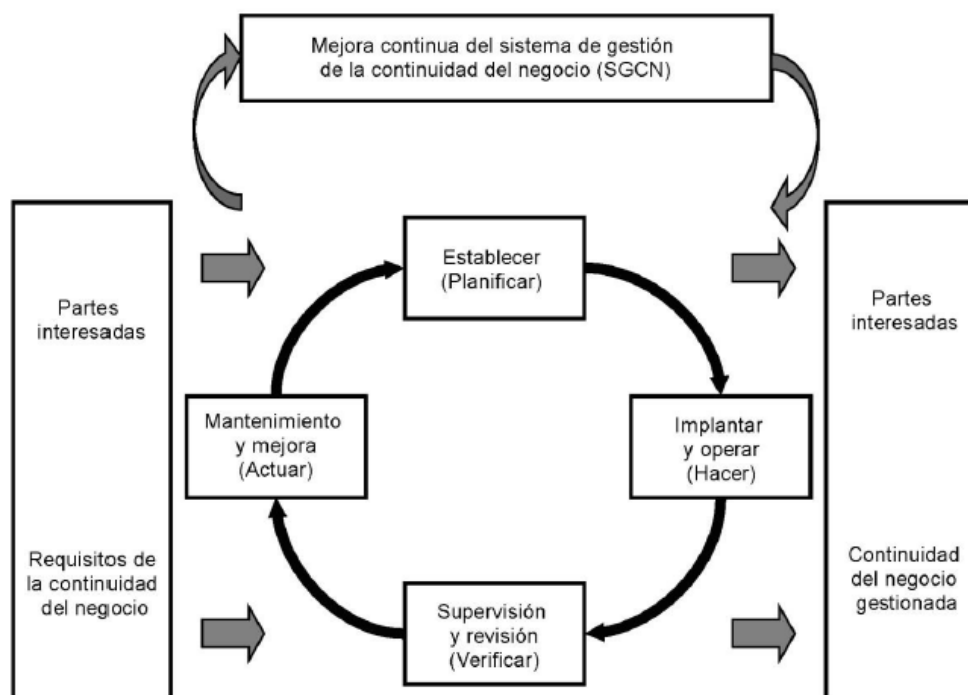 Mejora continua del sistema de gestión
de la continuidad del negocio (SGCN)
Establecer
(Planificar)
Partes
interesadas
Partes
interesadas
Mantenimiento
y mejora
(Actuar)
Implantar
y operar
(Hacer)
Requisitos de
la continuidad
del negocio
Continuidad
del negocio
gestionada
Supervisión
y revisión
(Verificar)